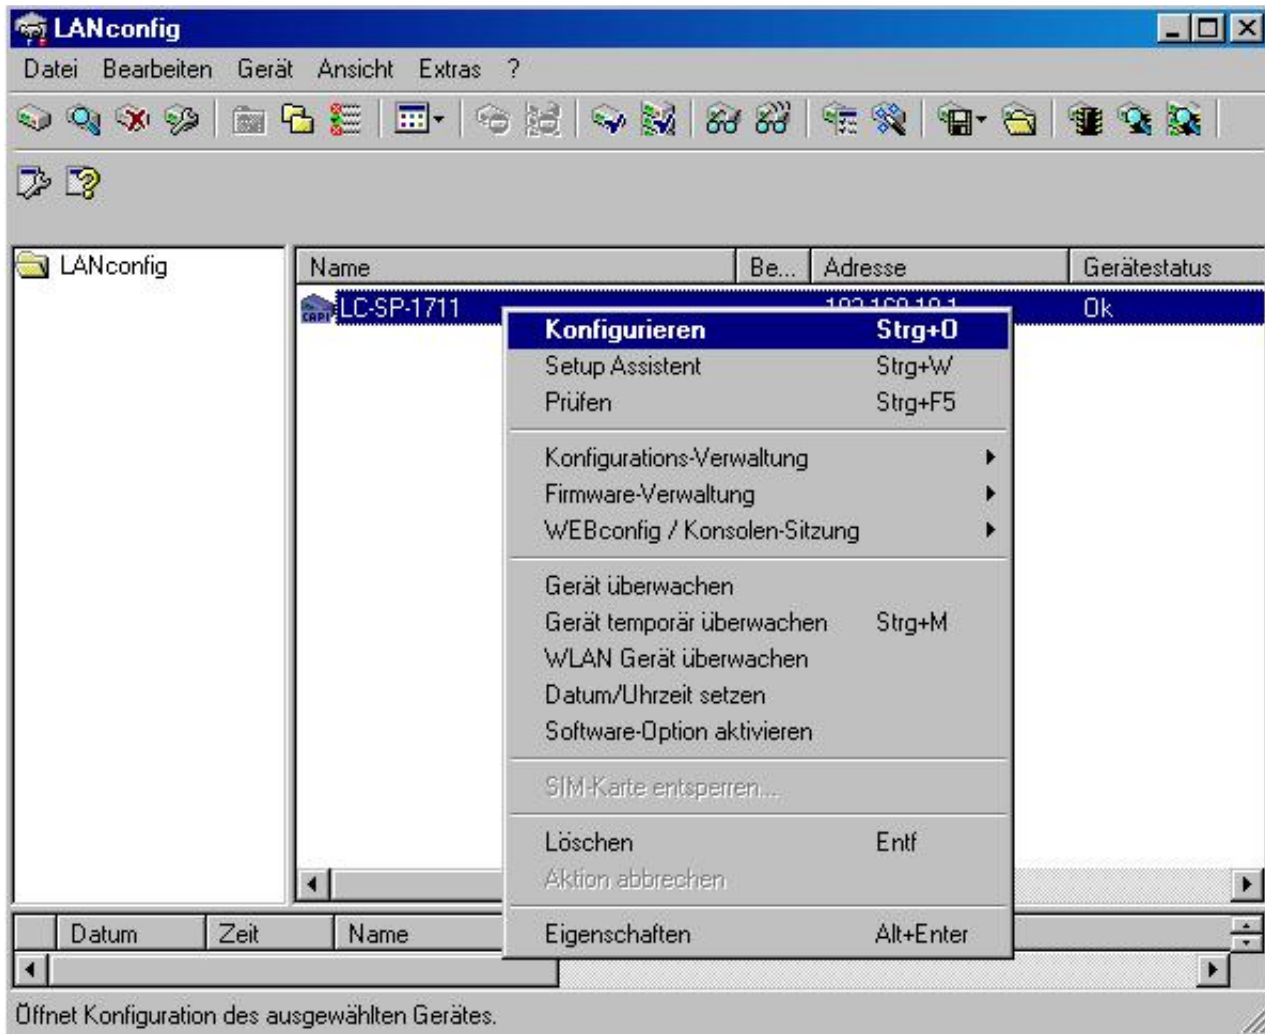 LANconfig
Datei Bearbeiten Gerät Ansicht Extras ?
LANconfig
Name Be... Adresse Gerätestatus
CAPI LC-SP-1711 Ok
Konfigurieren Strg+O
Setup Assistent Strg+W
Prüfen Strg+F5
Konfigurations-Verwaltung
Firmware-Verwaltung
WEBconfig / Konsolen-Sitzung
Gerät überwachen
Gerät temporär überwachen Strg+M
WLAN Gerät überwachen
Datum/Uhrzeit setzen
Software-Option aktivieren
SIM-Karte entsperren...
Löschen Entf
Aktion abbrechen
Eigenschaften Alt+Enter
Datum Zeit Name
Öffnet Konfiguration des ausgewählten Gerätes.